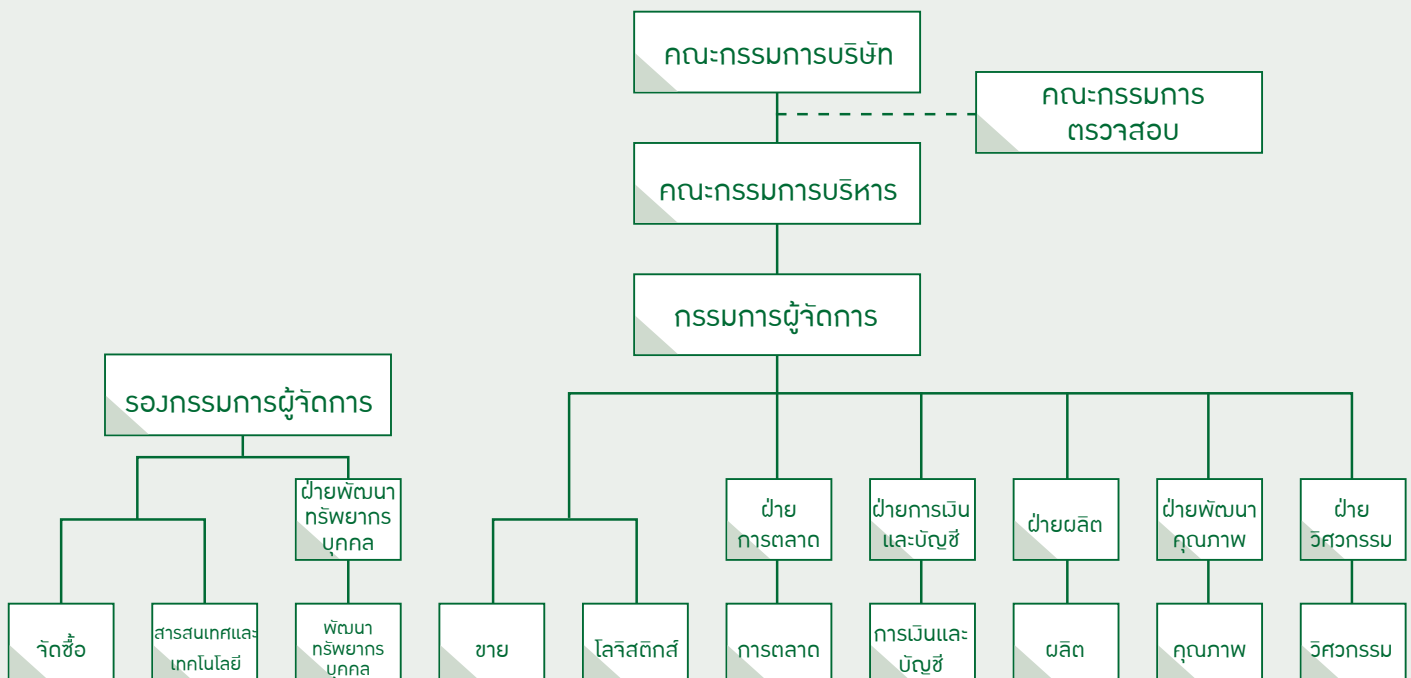 คณะกรรมการบริษัท
คณะกรรมการ
ตรวจสอบ
คณะกรรมการบริหาร
กรรมการผู้จัดการ
รองกรรมการผู้จัดการ
ฝ่ายพัฒนา
ทรัพยากร
บุคคล
ฝ่าย
การตลาด
ฝ่ายการเงิน
และบัญชี
ฝ่ายผลิต
ฝ่ายพัฒนา
คุณภาพ
ฝ่าย
วิศวกรรม
จัดซื้อ
สารสนเทศและ
เทคโนโลยี
พัฒนา
ทรัพยากร
บุคคล
ขาย
โลจิสติกส์
การตลาด
การเงินและ
บัญชี
ผลิต
คุณภาพ
วิศวกรรม